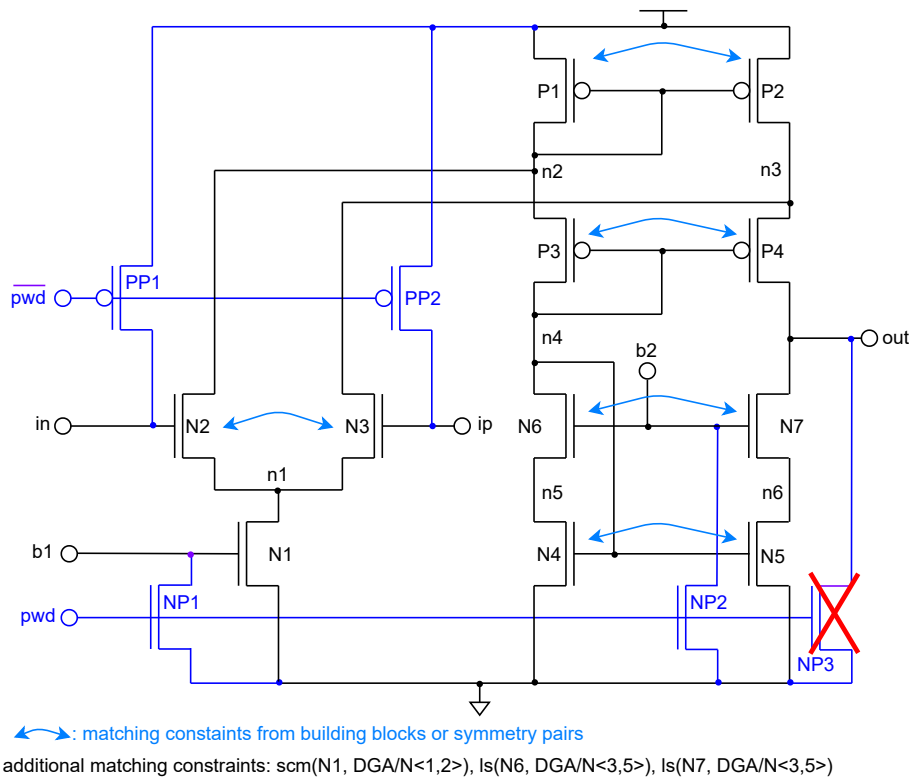 P1
P2
n2
n3
P3
P4
PP1
pwd
PP2
n4
out
b2
in
N2
N3
ip
N6
N7
n1
n5
n6
b1
N1
N4
N5
NP1
NP2
pwd
NP3
: matching constaints from building blocks or symmetry pairs
additional matching constraints: scm(N1, DGA/N<1,2>), ls(N6, DGA/N<3,5>), ls(N7, DGA/N<3,5>)